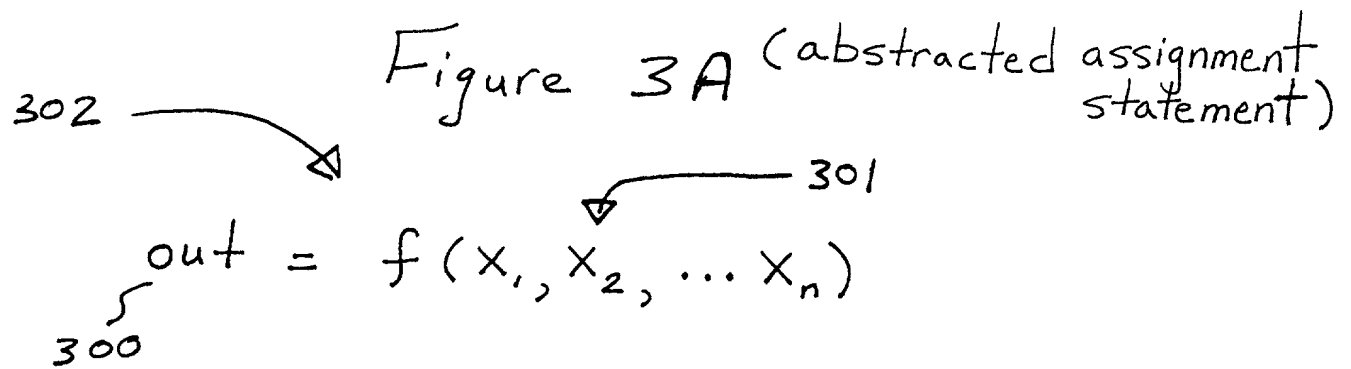 Figure 3A (abstracted assignment
statement)
302
301
out = f(x₁, x₂, ... xₙ)
300